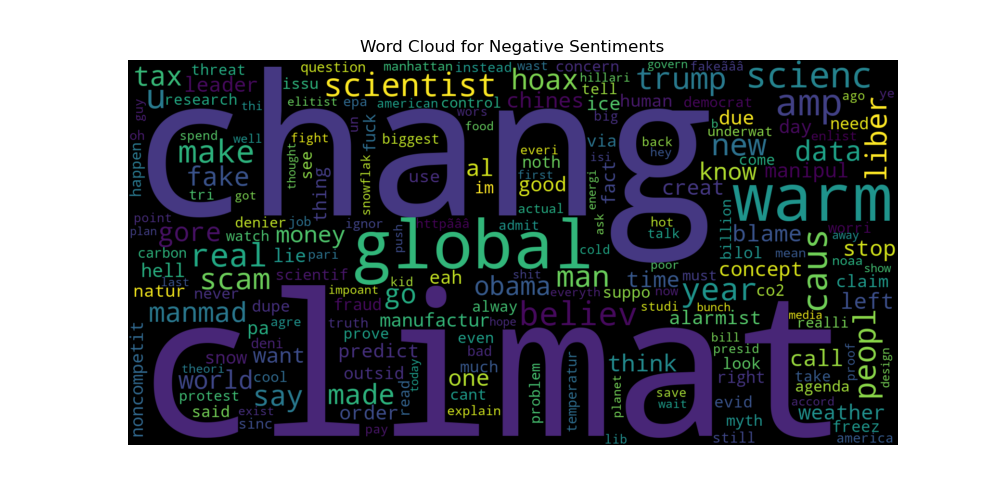 Word Cloud for Negative Sentiments
tax threat question manhattan instead wast concern govern fakeãââ
leader issu scientist hoax hillari tell trump scienc
u research thi elitist epa american control chines ice human democrat amp ago ye
guy chang wors big due day need liber
oh spend well fight un fuck biggest food via underwat b enlist
make see everi isi fact back new data
happen fake thought thing snowflak use al noth first energi hey know come manipul
tri got im good creat warm
denier job ignor httpãââ actual ask hot billion
point gore watch money push admit cold talk blame worri
plan real lie global lol mean away stop
carbon pari man poor concept caus noaa show
hell scam scientif eah shit time must claim
last kid obama year co2
natur never impoant go everyth suppo now left
manmad dupe fraud alway believ studi bunch. media
pa agre truth manufactur hope alarmist realli peopl
noncompetit deni prove even bill presid
snow want predict bad think look call proof design
theori much problem right take
world cool outsid one temperatur planet agenda
protest say made read today cant save accord
said exist order explain wait evid weather
sinc pay climat lib still myth freez america